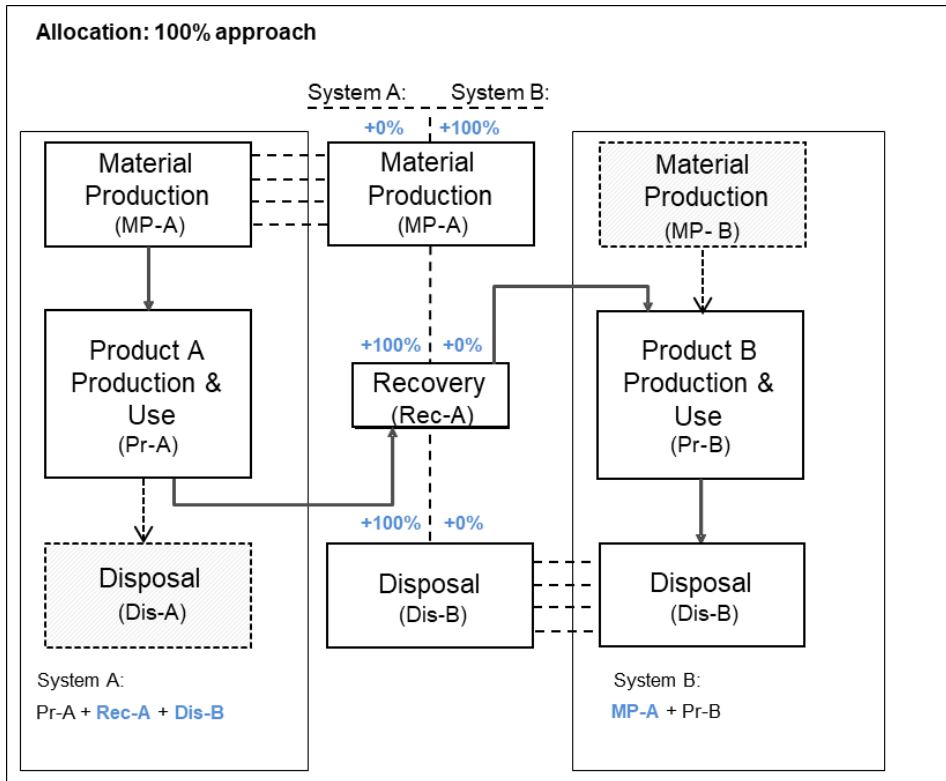 Allocation: 100% approach
System A: System B:
+0% +100%
Material
Production
(MP-A)
Material
Production
(MP-A)
Material
Production
(MP- B)
+100% +0%
Product A
Production &
Use
(Pr-A)
Recovery
(Rec-A)
Product B
Production &
Use
(Pr-B)
+100% +0%
Disposal
(Dis-A)
Disposal
(Dis-B)
Disposal
(Dis-B)
System A:
Pr-A + Rec-A + Dis-B
System B:
MP-A + Pr-B